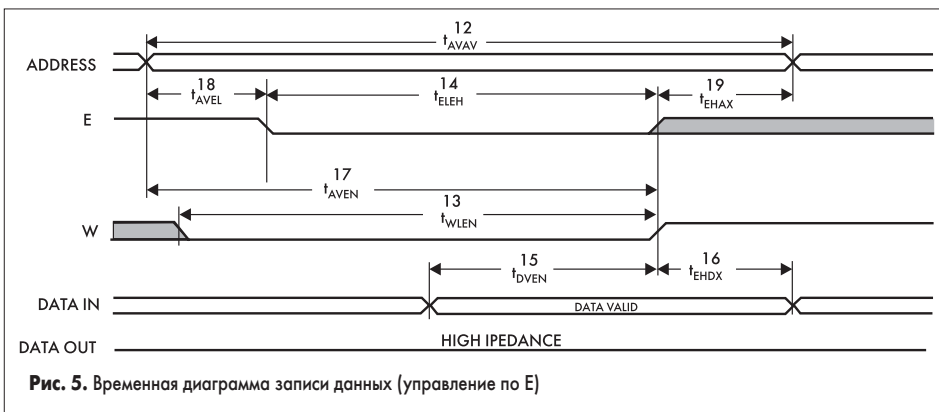 12
tAVAV
ADDRESS
18
tAVEL
14
tELEH
19
tEHAX
E
17
tAVEN
13
tWLEN
W
15
tDVEN
16
tEHDX
DATA IN
DATA VALID
DATA OUT
HIGH IPEDANCE
Рис. 5. Временная диаграмма записи данных (управление по E)